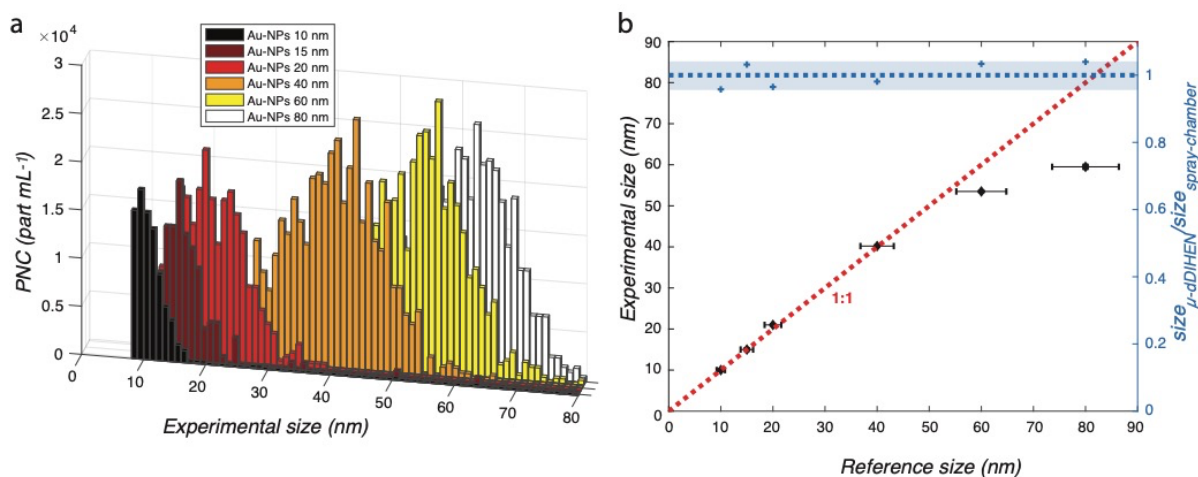 a
×10⁴
3
2.5
2
1.5
1
0.5
0
PNC (part mL⁻¹)
Au-NPs 10 nm
Au-NPs 15 nm
Au-NPs 20 nm
Au-NPs 40 nm
Au-NPs 60 nm
Au-NPs 80 nm
0 10 20 30 40 50 60 70 80
Experimental size (nm)
b
90
80
70
60
50
40
30
20
10
0
Experimental size (nm)
1:1
0 10 20 30 40 50 60 70 80 90
Reference size (nm)
1
0.8
0.6
0.4
0.2
0
size μ-dDIHEN/size spray-chamber